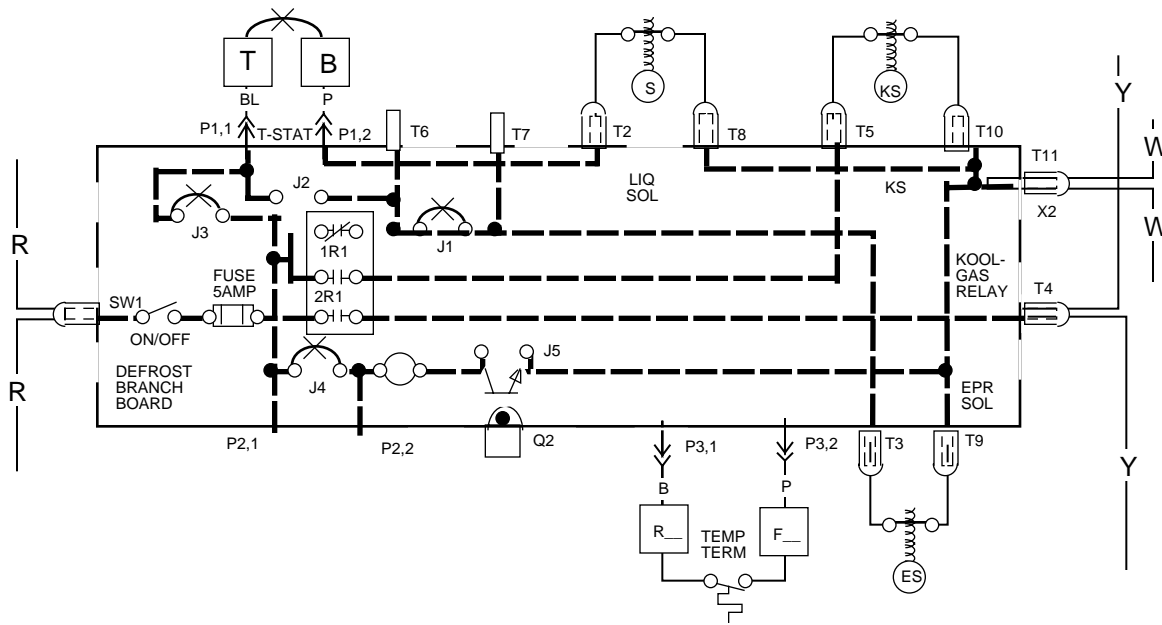 T
B
S
KS
BL
P
Y
P1,1
T-STAT
P1,2
T6
T7
T2
T8
T5
T10
W
T11
J2
LIQ
SOL
KS
X2
W
R
J3
J1
1R1
FUSE
5AMP
KOOL-
GAS
RELAY
SW1
2R1
T4
ON/OFF
J5
DEFROST
BRANCH
BOARD
J4
EPR
SOL
R
P2,1
P2,2
Q2
P3,1
P3,2
T3
T9
Y
B
P
R__
TEMP
TERM
F__
ES